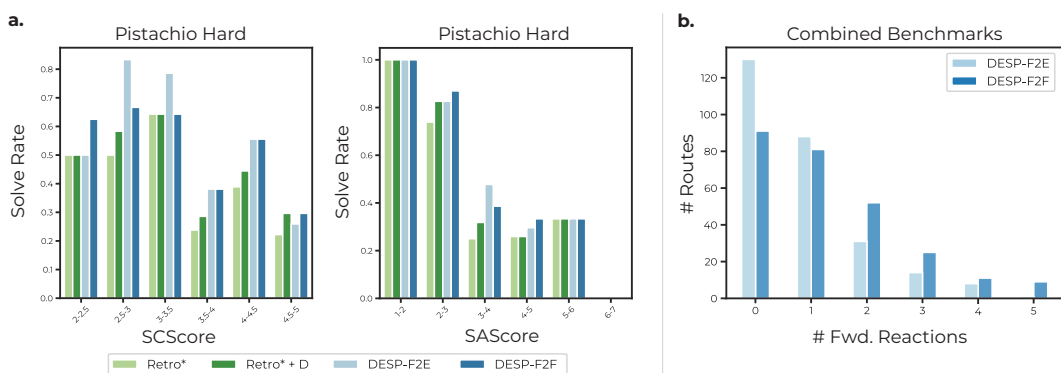 a.
Pistachio Hard
Solve Rate
0.8
0.7
0.6
0.5
0.4
0.3
0.2
0.1
0.0
2-2.5
2.5-3
3-3.5
3.5-4
4-4.5
4.5-5
SCScore
Pistachio Hard
Solve Rate
1.0
0.8
0.6
0.4
0.2
0.0
1-2
2-3
3-4
4-5
5-6
6-7
SAScore
Retro*
Retro* + D
DESP-F2E
DESP-F2F
b.
Combined Benchmarks
DESP-F2E
DESP-F2F
# Routes
120
100
80
60
40
20
0
0
1
2
3
4
5
# Fwd. Reactions